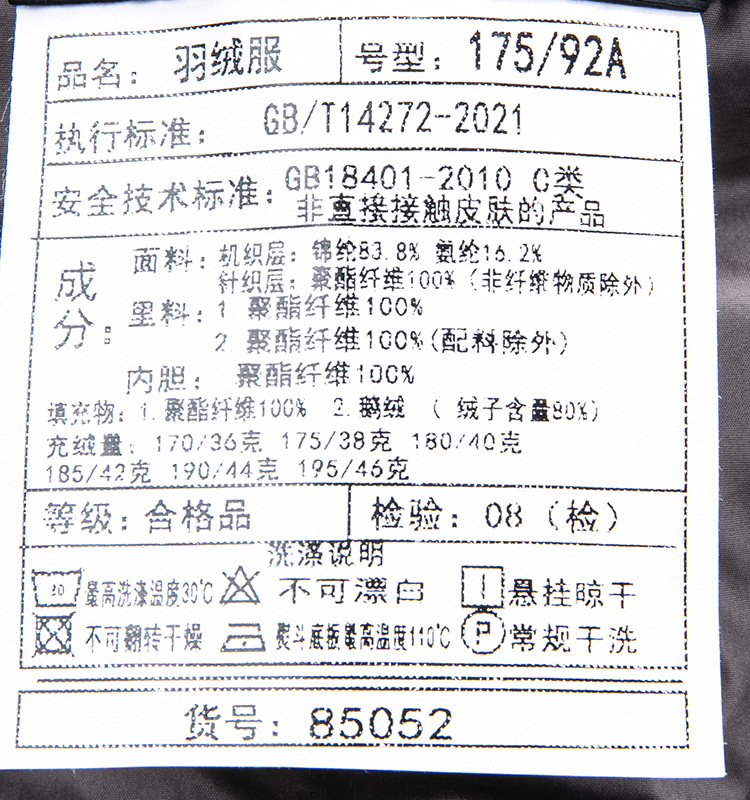 品名：羽绒服 号型：175/92A
执行标准：GB/T14272-2021
安全技术标准：GB18401-2010 C类
非直接接触皮肤的产品
成分：
面料：机织层：锦纶83.8% 氨纶16.2%
针织层：聚酯纤维100%（非纤维物质除外）
里料：1 聚酯纤维100%
2 聚酯纤维100%(配料除外)
内胆：聚酯纤维100%
填充物：1.聚酯纤维100% 2.鹅绒（绒子含量80%）
充绒量：170/36克 175/38克 180/40克
185/42克 190/44克 195/46克
等级：合格品 检验：08（检）
洗涤说明
30 最高洗涤温度30℃ 不可漂白 悬挂晾干
不可翻转干燥 熨斗底板最高温度110℃ P 常规干洗
货号：85052